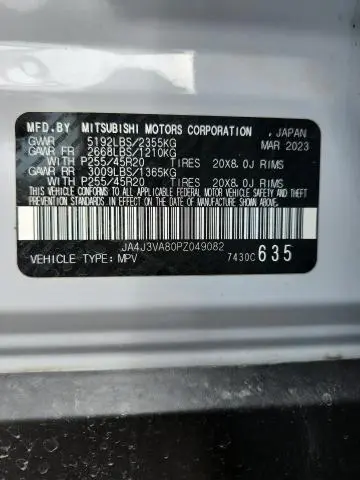 MFD.BY MITSUBISHI MOTORS CORPORATION , JAPAN
GVWR 5192LBS/2355KG MAR 2023
GAWR FR 2668LBS/1210KG
WITH P255/45R20 TIRES 20X8.0J RIMS
GAWR RR 3009LBS/1365KG
WITH P255/45R20 TIRES 20X8.0J RIMS
THIS VEHICLE CONFORMS TO ALL APPLICABLE
FEDERAL MOTOR VEHICLE SAFETY AND THEFT
PREVENTION STANDARDS IN EFFECT ON THE DATE
OF MANUFACTURE SHOWN ABOVE.
JA4J3VA80PZ049082
7430C 635
VEHICLE TYPE: MPV